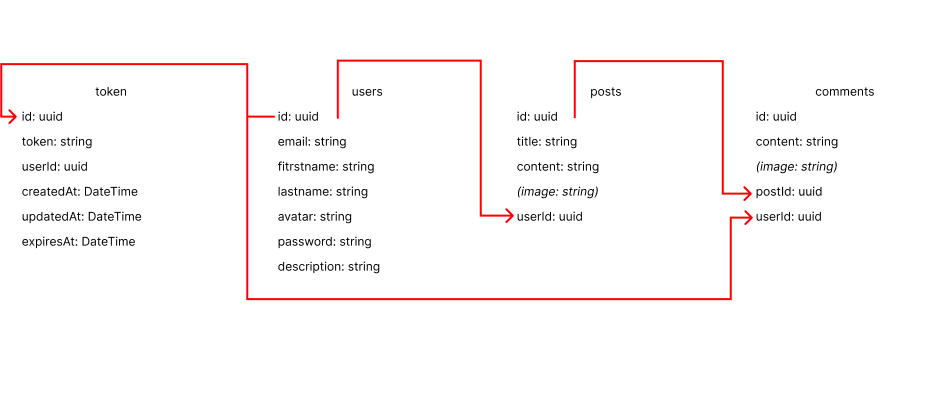 token
id: uuid
token: string
userId: uuid
createdAt: DateTime
updatedAt: DateTime
expiresAt: DateTime
users
id: uuid
email: string
fitrstname: string
lastname: string
avatar: string
password: string
description: string
posts
id: uuid
title: string
content: string
(image: string)
userId: uuid
comments
id: uuid
content: string
(image: string)
postId: uuid
userId: uuid